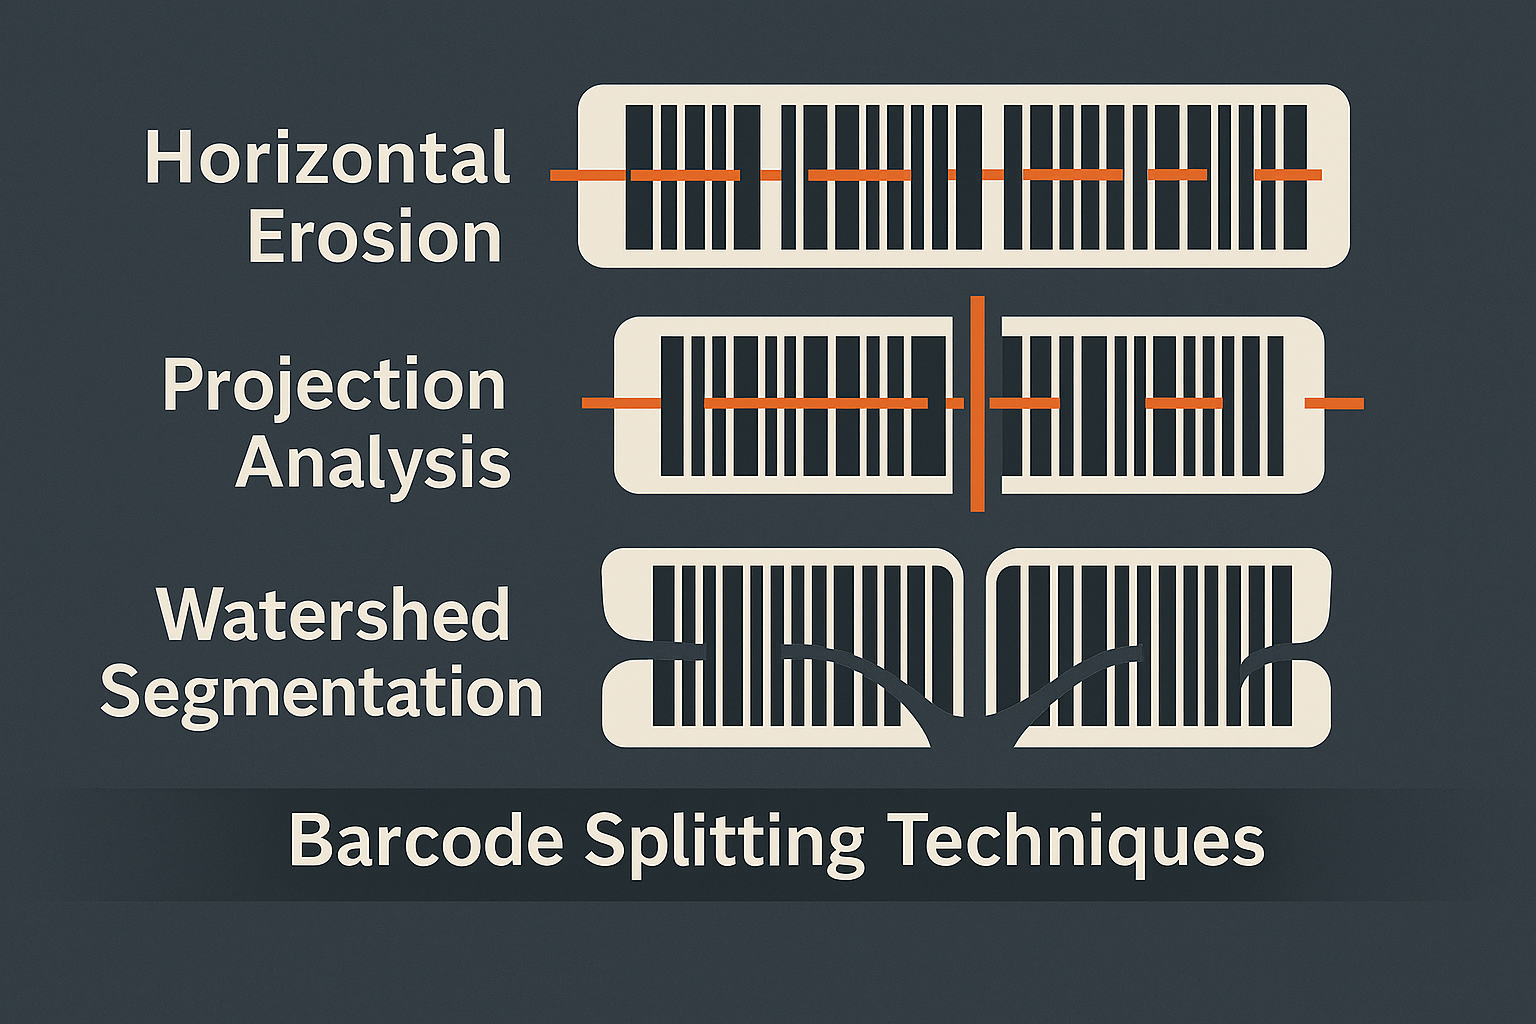 Horizontal
Erosion
Projection
Analysis
Watershed
Segmentation
Barcode Splitting Techniques